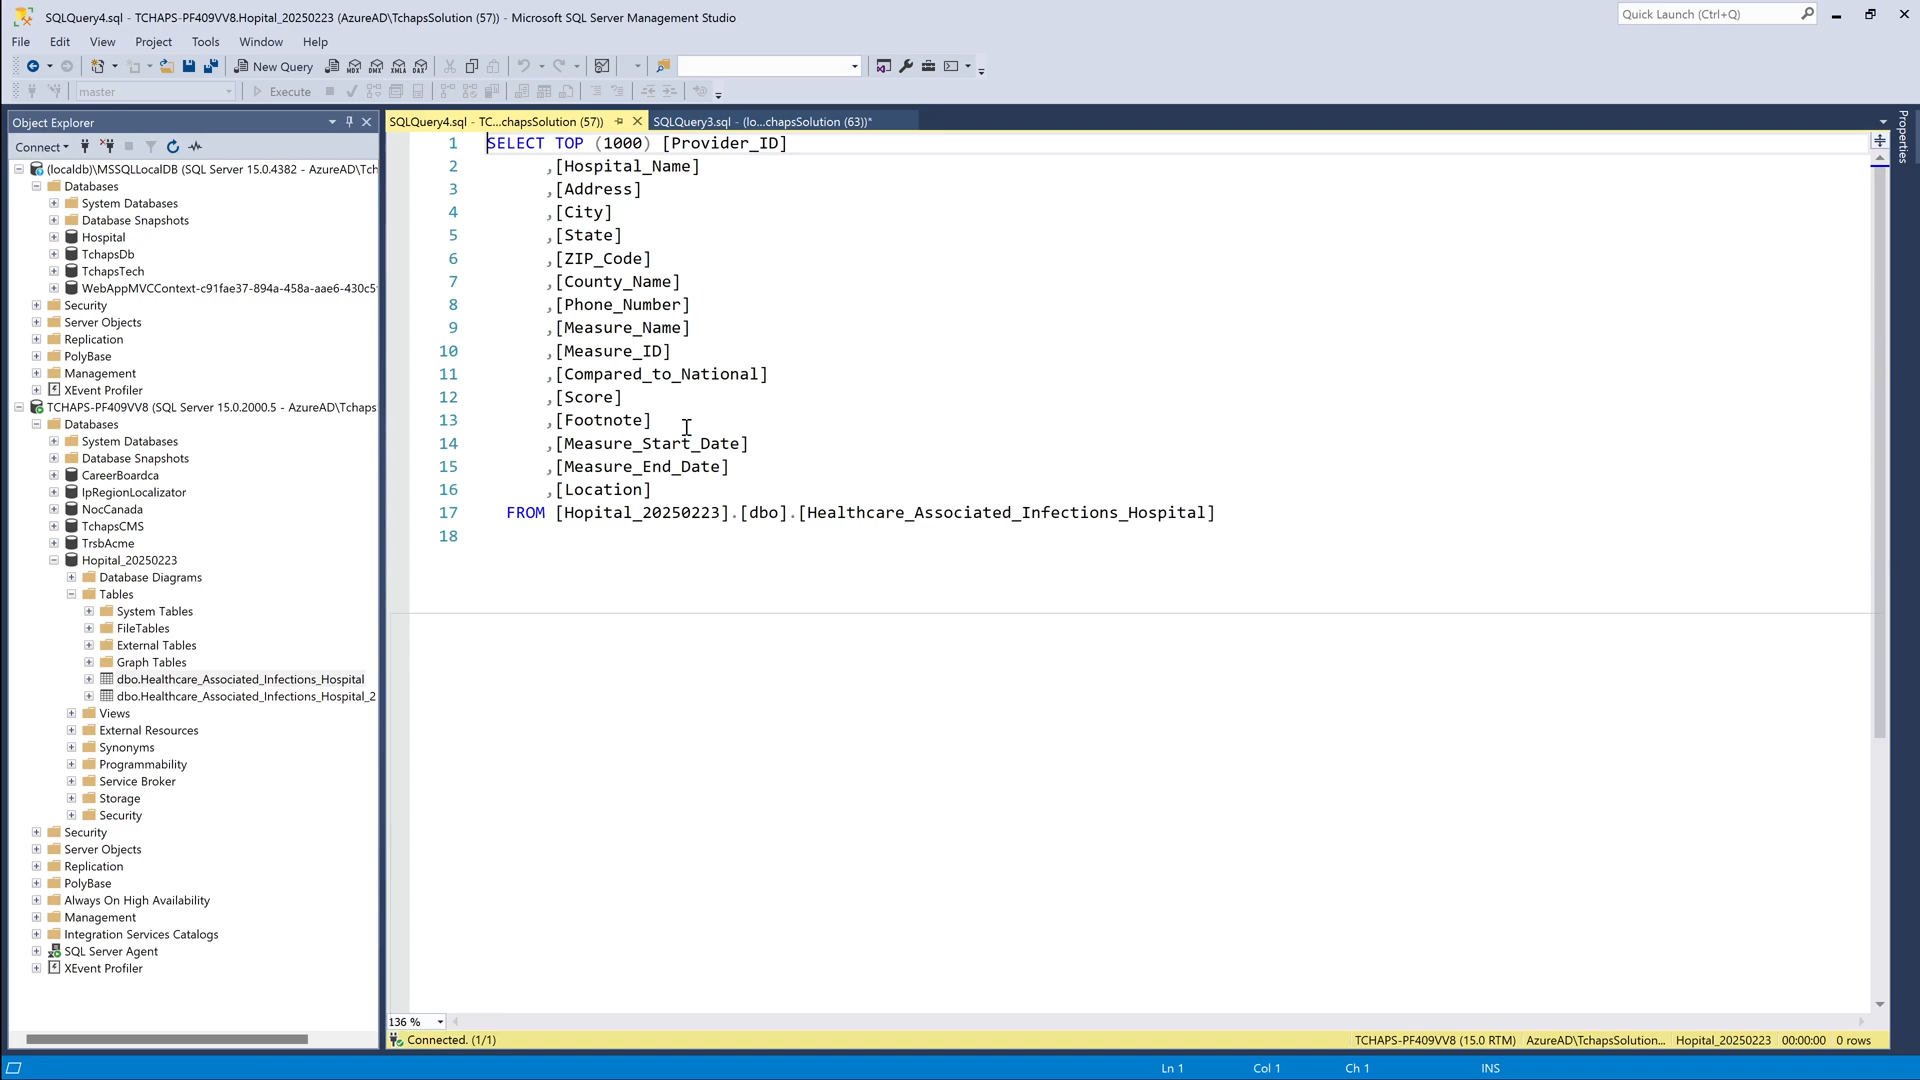 SQLQuery4.sql - TCHAPS-PF409VV8.Hopital_20250223 (AzureAD\TchapsSolution (57)) - Microsoft SQL Server Management Studio
Quick Launch (Ctrl+Q)
File Edit View Project Tools Window Help
New Query MDX DMX XMLA DAX
master Execute
Object Explorer
SQLQuery4.sql - TC...chapsSolution (57))
SQLQuery3.sql - (lo...chapsSolution (63))*
Properties
Connect
(localdb)\MSSQLLocalDB (SQL Server 15.0.4382 - AzureAD\Tch
Databases
System Databases
Database Snapshots
Hospital
TchapsDb
TchapsTech
WebAppMVCContext-c91fae37-894a-458a-aae6-430c5
Security
Server Objects
Replication
PolyBase
Management
XEvent Profiler
TCHAPS-PF409VV8 (SQL Server 15.0.2000.5 - AzureAD\Tchaps
Databases
System Databases
Database Snapshots
CareerBoardca
IpRegionLocalizator
NocCanada
TchapsCMS
TrsbAcme
Hopital_20250223
Database Diagrams
Tables
System Tables
FileTables
External Tables
Graph Tables
dbo.Healthcare_Associated_Infections_Hospital
dbo.Healthcare_Associated_Infections_Hospital_2
Views
External Resources
Synonyms
Programmability
Service Broker
Storage
Security
Security
Server Objects
Replication
PolyBase
Always On High Availability
Management
Integration Services Catalogs
SQL Server Agent
XEvent Profiler
1 SELECT TOP (1000) [Provider_ID]
2 ,[Hospital_Name]
3 ,[Address]
4 ,[City]
5 ,[State]
6 ,[ZIP_Code]
7 ,[County_Name]
8 ,[Phone_Number]
9 ,[Measure_Name]
10 ,[Measure_ID]
11 ,[Compared_to_National]
12 ,[Score]
13 ,[Footnote]
14 ,[Measure_Start_Date]
15 ,[Measure_End_Date]
16 ,[Location]
17 FROM [Hopital_20250223].[dbo].[Healthcare_Associated_Infections_Hospital]
18
136 %
Connected. (1/1)
TCHAPS-PF409VV8 (15.0 RTM) AzureAD\TchapsSolution... Hopital_20250223 00:00:00 0 rows
Ln 1 Col 1 Ch 1 INS